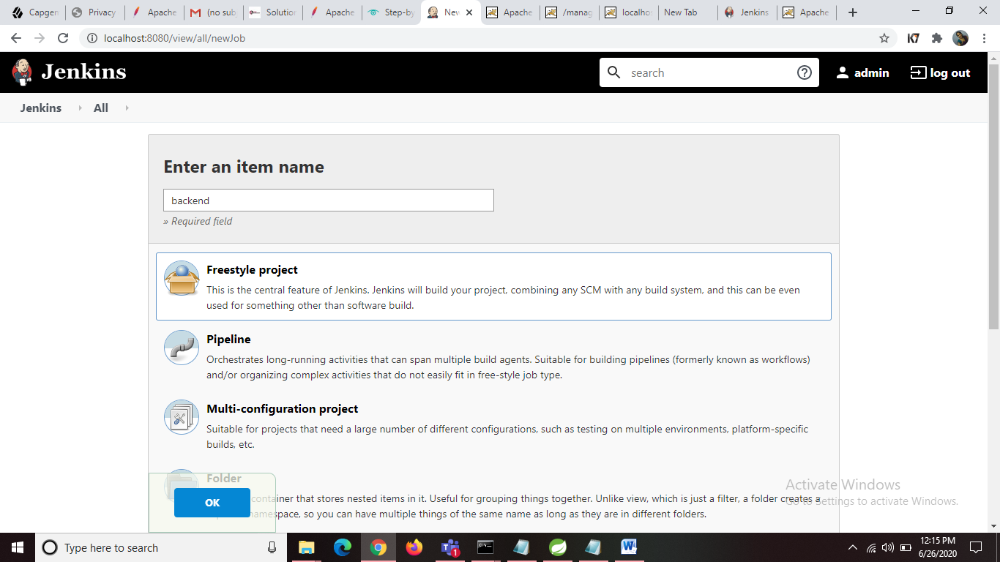 Capgen
Privacy
Apache
(no sub
Solution
Apache
Step-by
New
Apache
/manag
localhos
New Tab
Jenkins
Apache
localhost:8080/view/all/newJob
Jenkins
search
admin
log out
Jenkins
All
Enter an item name
backend
» Required field
Freestyle project
This is the central feature of Jenkins. Jenkins will build your project, combining any SCM with any build system, and this can be even
used for something other than software build.
Pipeline
Orchestrates long-running activities that can span multiple build agents. Suitable for building pipelines (formerly known as workflows)
and/or organizing complex activities that do not easily fit in free-style job type.
Multi-configuration project
Suitable for projects that need a large number of different configurations, such as testing on multiple environments, platform-specific
builds, etc.
Folder
container that stores nested items in it. Useful for grouping things together. Unlike view, which is just a filter, a folder creates a
namespace, so you can have multiple things of the same name as long as they are in different folders.
OK
Activate Windows
Go to Settings to activate Windows.
Type here to search
12:15 PM
6/26/2020